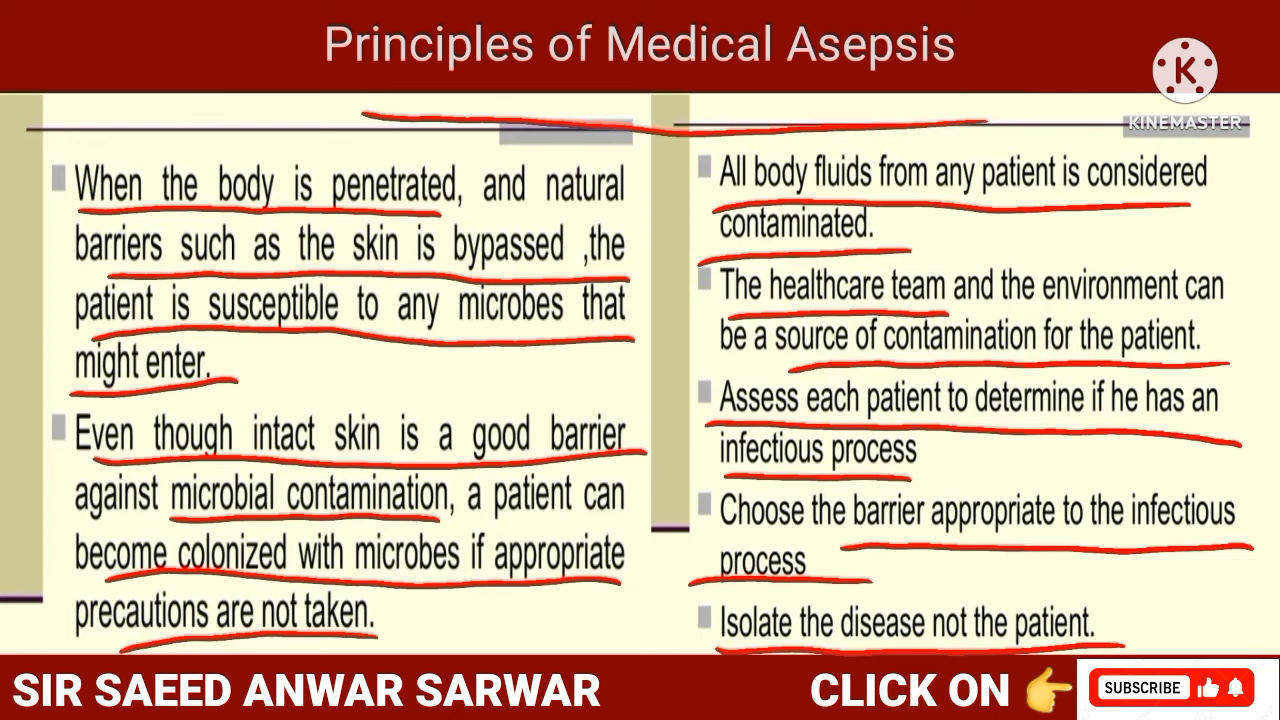 Principles of Medical Asepsis
KINEMASTER
When the body is penetrated, and natural
barriers such as the skin is bypassed ,the
patient is susceptible to any microbes that
might enter.
Even though intact skin is a good barrier
against microbial contamination, a patient can
become colonized with microbes if appropriate
precautions are not taken.
All body fluids from any patient is considered
contaminated.
The healthcare team and the environment can
be a source of contamination for the patient.
Assess each patient to determine if he has an
infectious process
Choose the barrier appropriate to the infectious
process
Isolate the disease not the patient.
SIR SAEED ANWAR SARWAR
CLICK ON
SUBSCRIBE